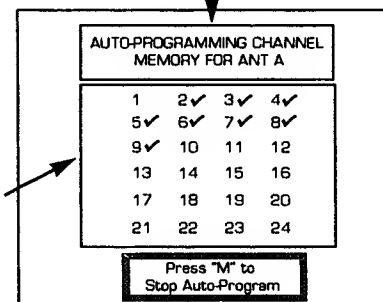 AUTO-PROGRAMMING CHANNEL
MEMORY FOR ANT A
1 2✓ 3✓ 4✓
5✓ 6✓ 7✓ 8✓
9✓ 10 11 12
13 14 15 16
17 18 19 20
21 22 23 24
Press "M" to
Stop Auto-Program